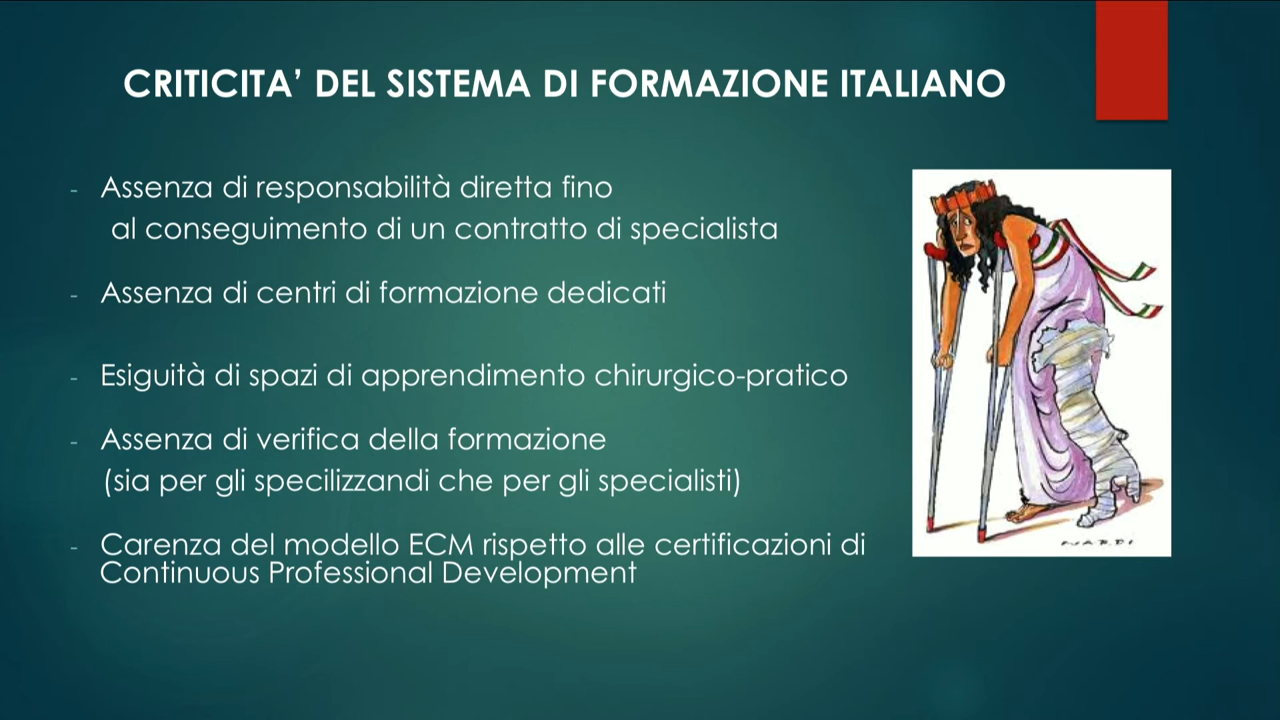 CRITICITA’ DEL SISTEMA DI FORMAZIONE ITALIANO
- Assenza di responsabilità diretta fino
al conseguimento di un contratto di specialista
- Assenza di centri di formazione dedicati
- Esiguità di spazi di apprendimento chirurgico-pratico
- Assenza di verifica della formazione
(sia per gli specilizzandi che per gli specialisti)
- Carenza del modello ECM rispetto alle certificazioni di
Continuous Professional Development
NARDI